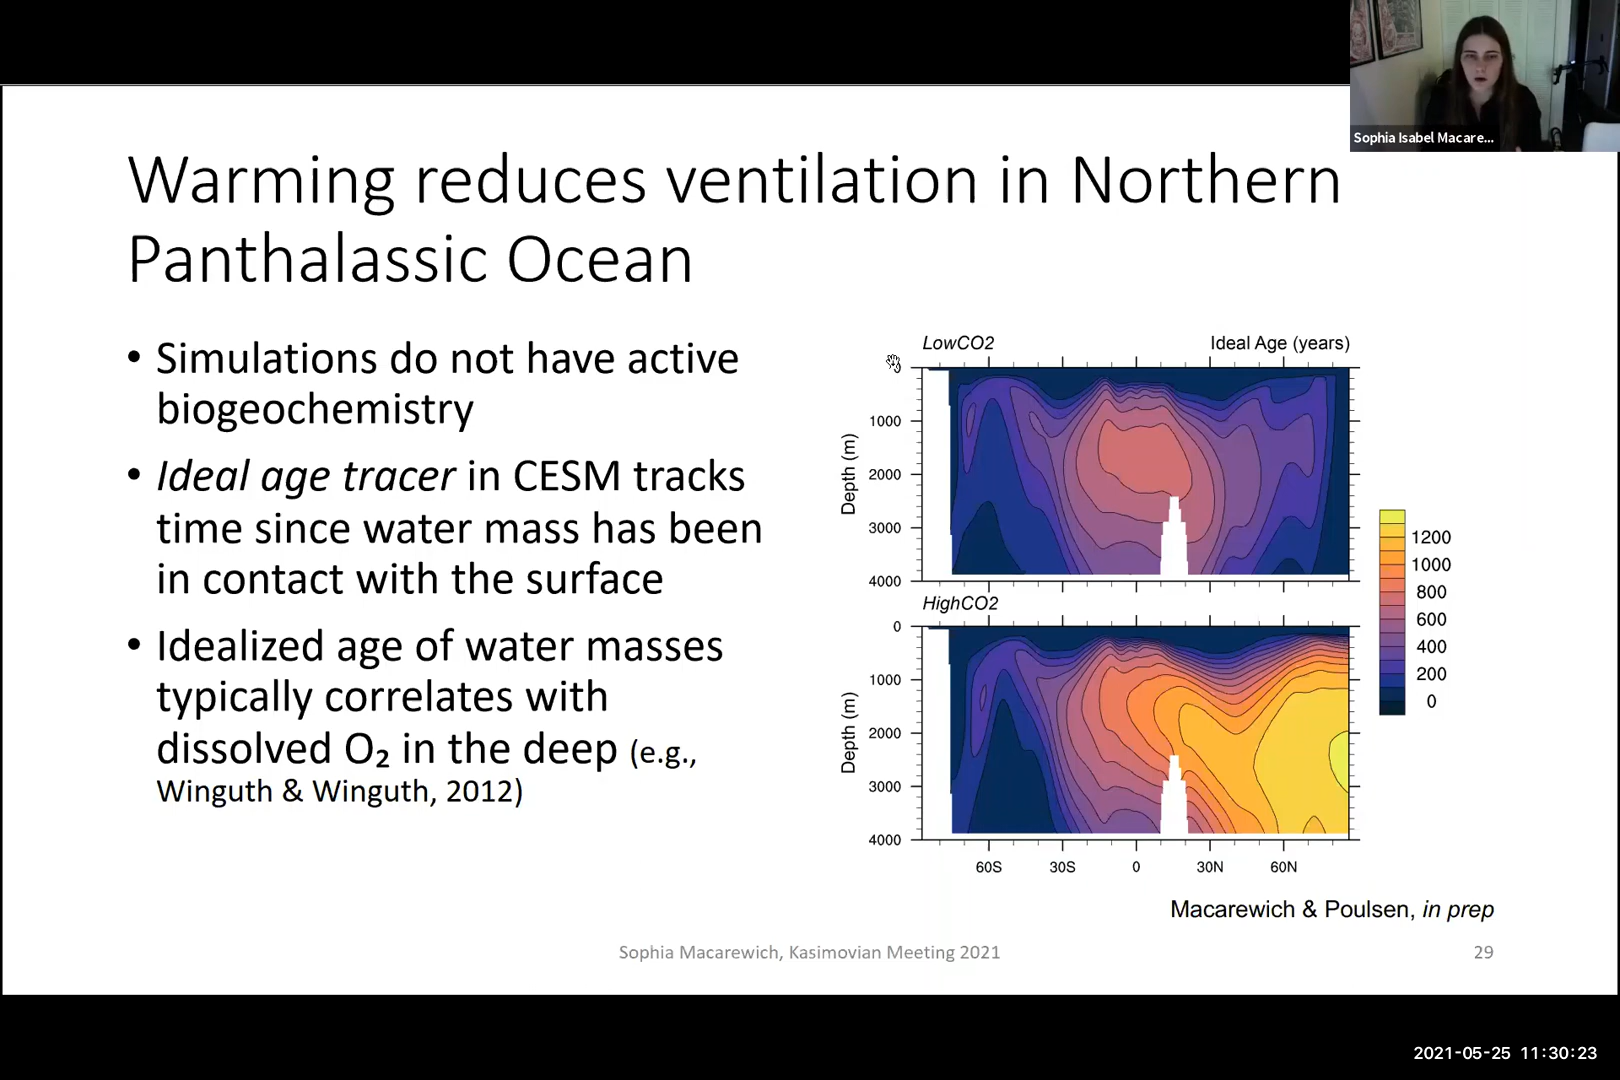 Sophia Isabel Macare...
Warming reduces ventilation in Northern
Panthalassic Ocean
• Simulations do not have active
biogeochemistry
• Ideal age tracer in CESM tracks
time since water mass has been
in contact with the surface
• Idealized age of water masses
typically correlates with
dissolved O₂ in the deep (e.g.,
Winguth & Winguth, 2012)
LowCO2 Ideal Age (years)
0
1000
2000
3000
4000
Depth (m)
HighCO2
0
1000
2000
3000
4000
Depth (m)
60S 30S 0 30N 60N
1200
1000
800
600
400
200
0
Macarewich & Poulsen, in prep
Sophia Macarewich, Kasimovian Meeting 2021
29
2021-05-25 11:30:23